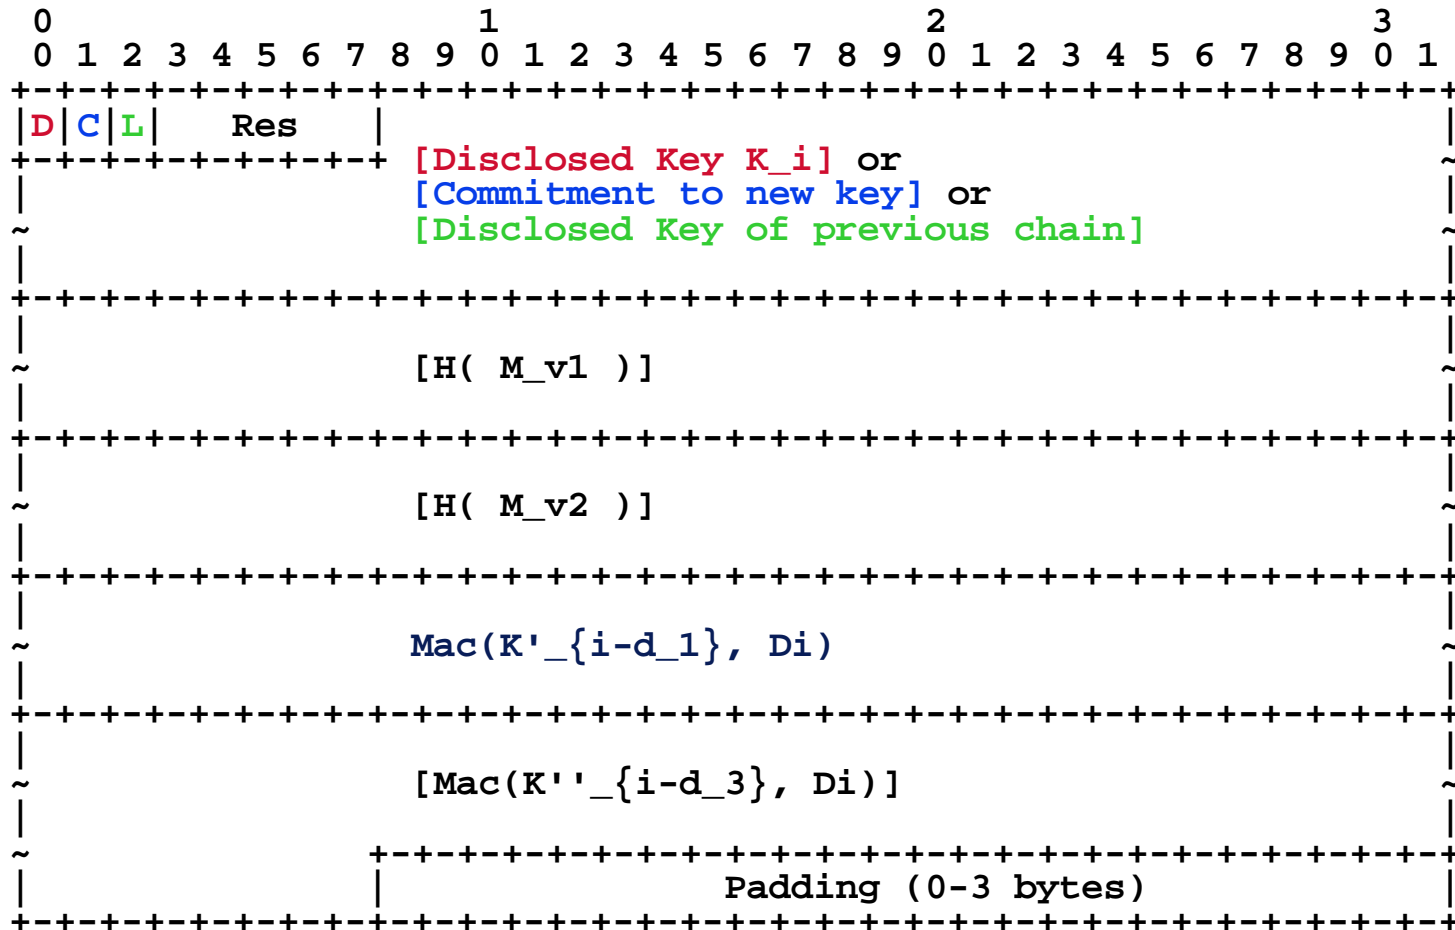 0                   1                   2                   3
 0 1 2 3 4 5 6 7 8 9 0 1 2 3 4 5 6 7 8 9 0 1 2 3 4 5 6 7 8 9 0 1
+-+-+-+-+-+-+-+-+-+-+-+-+-+-+-+-+-+-+-+-+-+-+-+-+-+-+-+-+-+-+-+-+
|D|C|L|   Res   |                                               |
+-+-+-+-+-+-+-+-+ [Disclosed Key K_i] or                        ~
|                 [Commitment to new key] or                    |
~                 [Disclosed Key of previous chain]             ~
|                                                               |
+-+-+-+-+-+-+-+-+-+-+-+-+-+-+-+-+-+-+-+-+-+-+-+-+-+-+-+-+-+-+-+-+
|                                                               |
~                 [H( M_v1 )]                                   ~
|                                                               |
+-+-+-+-+-+-+-+-+-+-+-+-+-+-+-+-+-+-+-+-+-+-+-+-+-+-+-+-+-+-+-+-+
|                                                               |
~                 [H( M_v2 )]                                   ~
|                                                               |
+-+-+-+-+-+-+-+-+-+-+-+-+-+-+-+-+-+-+-+-+-+-+-+-+-+-+-+-+-+-+-+-+
|                                                               |
~                 Mac(K'_{i-d_1}, Di)                           ~
|                                                               |
+-+-+-+-+-+-+-+-+-+-+-+-+-+-+-+-+-+-+-+-+-+-+-+-+-+-+-+-+-+-+-+-+
|                                                               |
~                 [Mac(K''_{i-d_3}, Di)]                        ~
|                                                               |
~               +-+-+-+-+-+-+-+-+-+-+-+-+-+-+-+-+-+-+-+-+-+-+-+-+
|               |               Padding (0-3 bytes)             |
+-+-+-+-+-+-+-+-+-+-+-+-+-+-+-+-+-+-+-+-+-+-+-+-+-+-+-+-+-+-+-+-+